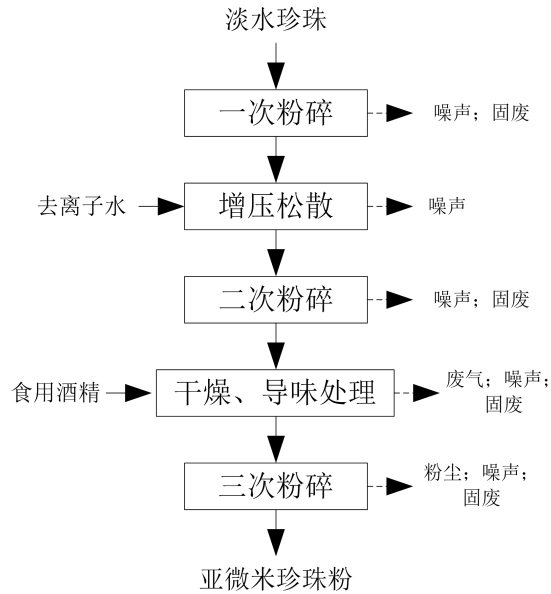 淡水珍珠
一次粉碎
噪声；固废
去离子水
增压松散
噪声
二次粉碎
噪声；固废
食用酒精
干燥、导味处理
废气；噪声；
固废
三次粉碎
粉尘；噪声；
固废
亚微米珍珠粉